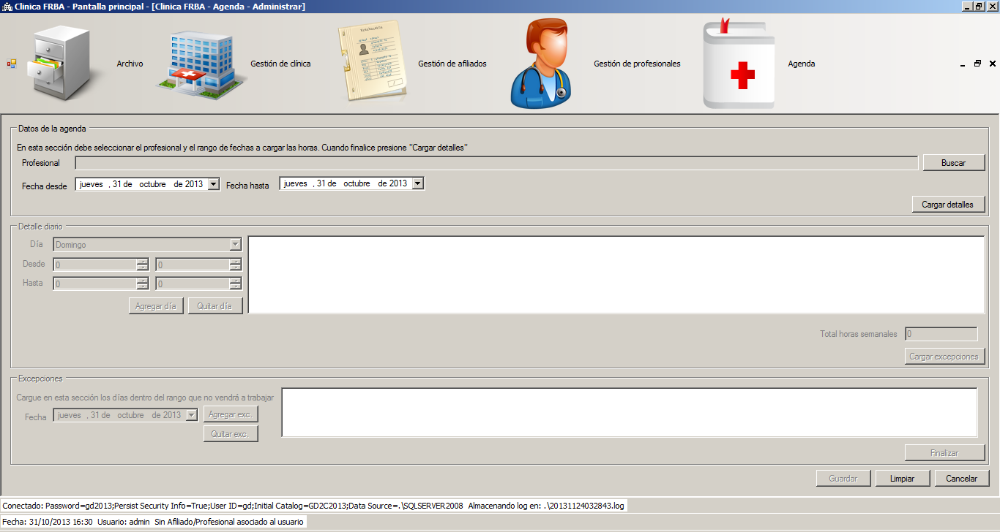 Clinica FRBA - Pantalla principal - [Clinica FRBA - Agenda - Administrar]
Archivo
Gestión de clínica
Gestión de afiliados
Gestión de profesionales
Agenda
Datos de la agenda
En esta sección debe seleccionar el profesional y el rango de fechas a cargar las horas. Cuando finalice presione "Cargar detalles"
Profesional
Buscar
Fecha desde jueves , 31 de octubre de 2013 Fecha hasta jueves , 31 de octubre de 2013
Cargar detalles
Detalle diario
Día Domingo
Desde 0 0
Hasta 0 0
Agregar día Quitar día
Total horas semanales 0
Cargar excepciones
Excepciones
Cargue en esta sección los días dentro del rango que no vendrá a trabajar
Fecha jueves , 31 de octubre de 2013 Agregar exc.
Quitar exc.
Finalizar
Guardar Limpiar Cancelar
Conectado: Password=gd2013;Persist Security Info=True;User ID=gd;Initial Catalog=GD2C2013;Data Source=.\SQLSERVER2008 Almacenando log en: .\20131124032843.log
Fecha: 31/10/2013 16:30 Usuario: admin Sin Afiliado/Profesional asociado al usuario